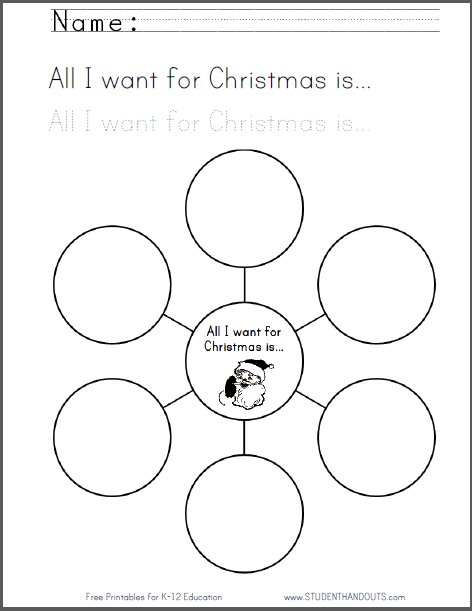 Name:
All I want for Christmas is...
All I want for Christmas is...
All I want for
Christmas is...
Free Printables for K-12 Education
www.STUDENTHANDOUTS.com